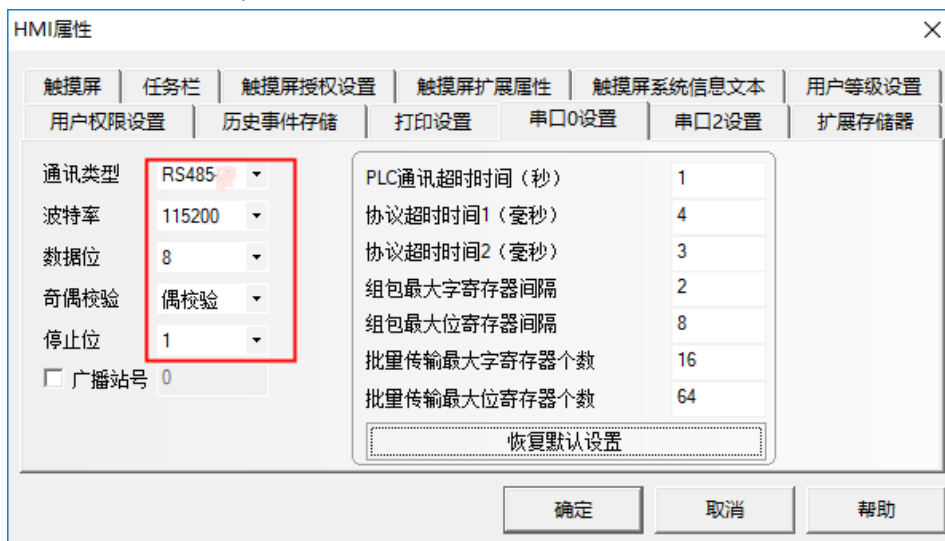 HMI属性
触摸屏 任务栏 触摸屏授权设置 触摸屏扩展属性 触摸屏系统信息文本 用户等级设置
用户权限设置 历史事件存储 打印设置 串口0设置 串口2设置 扩展存储器
通讯类型 RS485-
波特率 115200
数据位 8
奇偶校验 偶校验
停止位 1
广播站号 0
PLC通讯超时时间（秒） 1
协议超时时间1（毫秒） 4
协议超时时间2（毫秒） 3
组包最大字寄存器间隔 2
组包最大位寄存器间隔 8
批量传输最大字寄存器个数 16
批量传输最大位寄存器个数 64
恢复默认设置
确定 取消 帮助